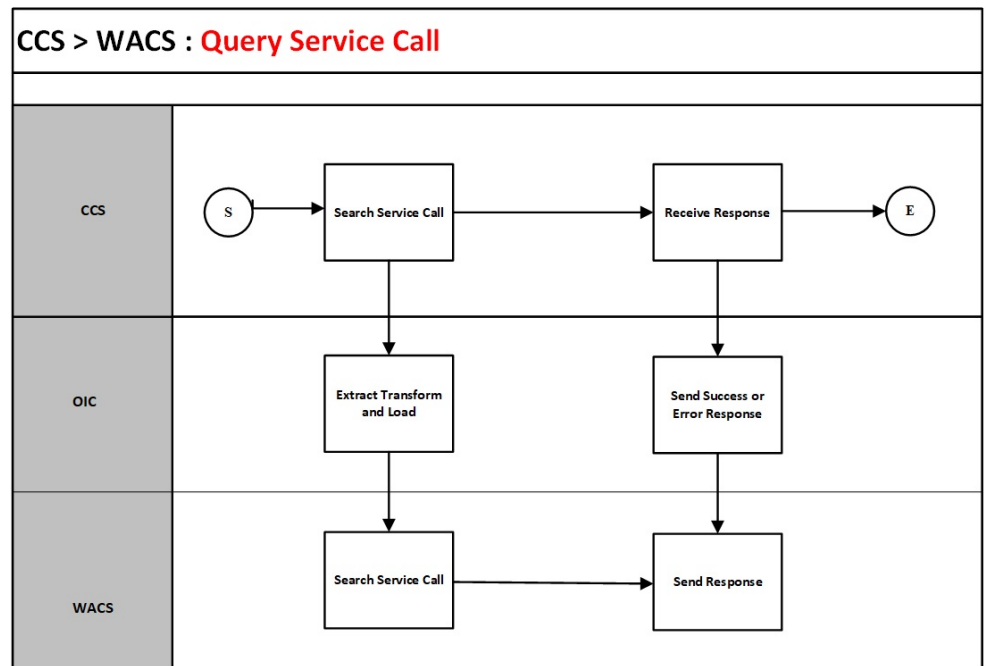 CCS > WACS : Query Service Call
CCS
S
Search Service Call
Receive Response
E
OIC
Extract Transform
and Load
Send Success or
Error Response
WACS
Search Service Call
Send Response